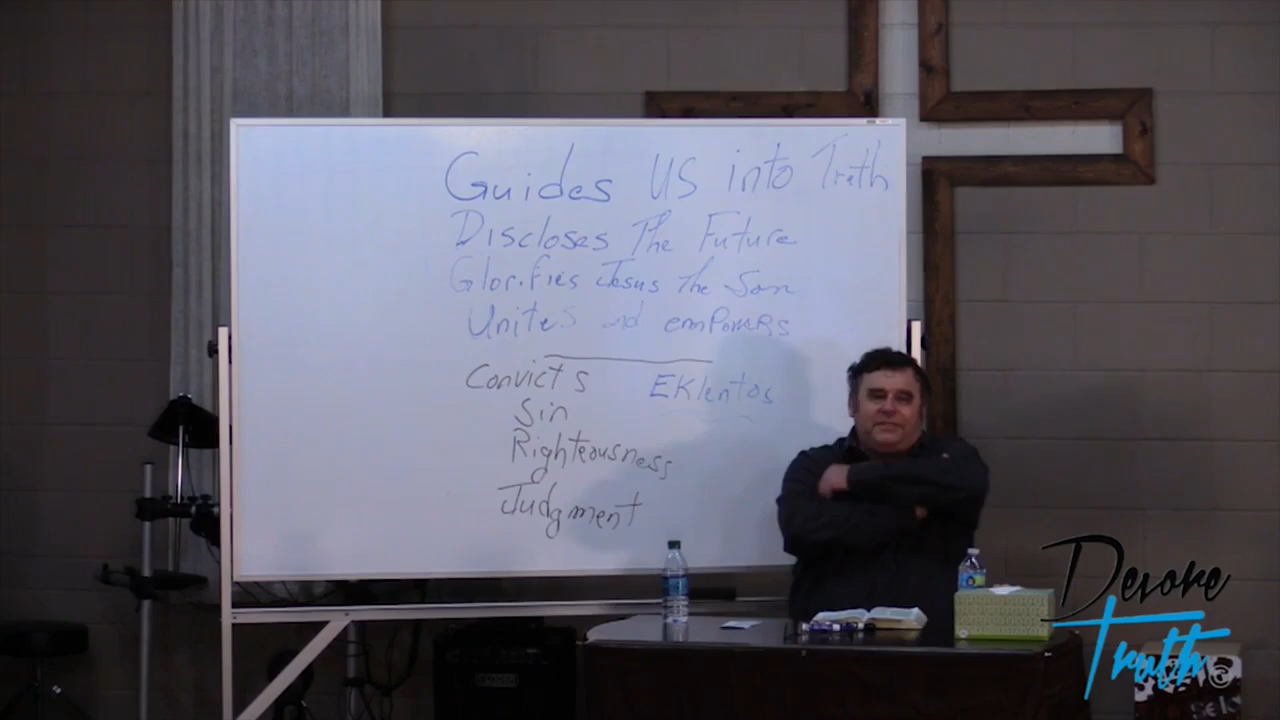 Guides US into Truth
Discloses The Future
Glorifies Jesus The Son
Unites and empowers
Convicts EKlentos
Sin
Righteousness
Judgment
Desire
Truth